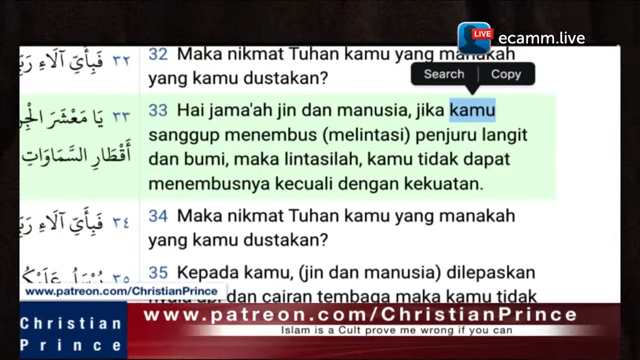 LIVE ecamm.live
٣٢ فَبِأَيِّ آلَاءِ
32 Maka nikmat Tuhan kamu yang manakah
yang kamu dustakan?
Search Copy
٣٣ يَا مَعْشَرَ
أَقْطَارِ السَّمَاوَاتِ
33 Hai jama'ah jin dan manusia, jika kamu
sanggup menembus (melintasi) penjuru langit
dan bumi, maka lintasilah, kamu tidak dapat
menembusnya kecuali dengan kekuatan.
٣٤ فَبِأَيِّ آلَاءِ
34 Maka nikmat Tuhan kamu yang manakah
yang kamu dustakan?
٣٥ يُرْسَلُ
35 Kepada kamu, (jin dan manusia) dilepaskan
dan cairan tembaga maka kamu tidak
www.patreon.com/ChristianPrince
Christian
Prince
www.patreon.com/ChristianPrince
Islam is a Cult prove me wrong if you can